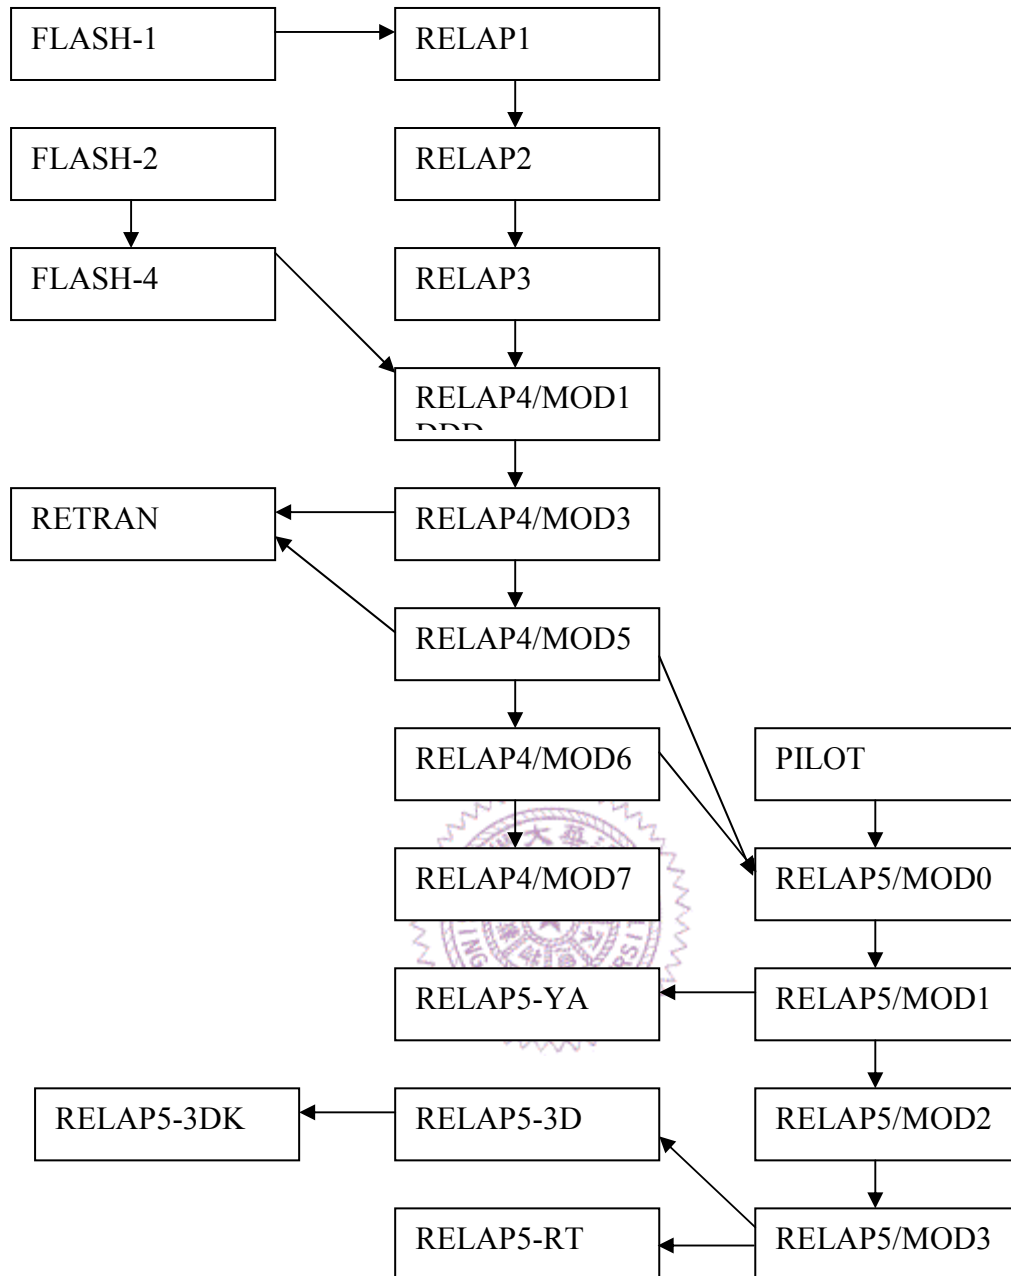 FLASH-1
RELAP1
FLASH-2
RELAP2
FLASH-4
RELAP3
RELAP4/MOD1
RETRAN
RELAP4/MOD3
RELAP4/MOD5
RELAP4/MOD6
PILOT
RELAP4/MOD7
RELAP5/MOD0
RELAP5-YA
RELAP5/MOD1
RELAP5-3DK
RELAP5-3D
RELAP5/MOD2
RELAP5-RT
RELAP5/MOD3